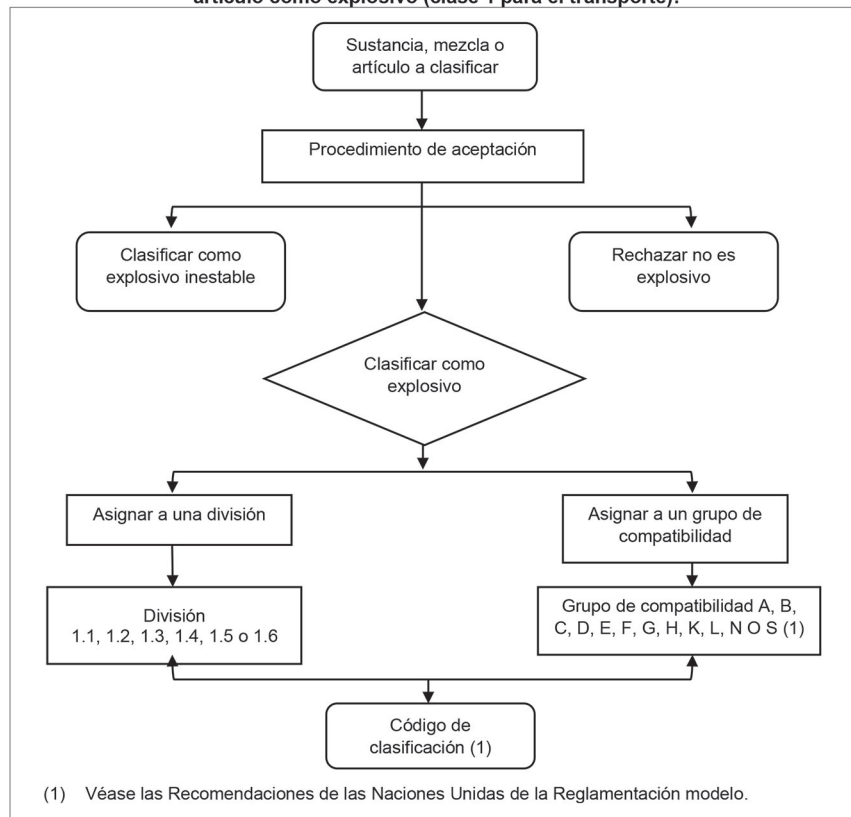 artículo como explosivo (clase 1 para el transporte).
Sustancia, mezcla o
artículo a clasificar
Procedimiento de aceptación
Clasificar como
explosivo inestable
Rechazar no es
explosivo
Clasificar como
explosivo
Asignar a una división
Asignar a un grupo de
compatibilidad
División
1.1, 1.2, 1.3, 1.4, 1.5 o 1.6
Grupo de compatibilidad A, B,
C, D, E, F, G, H, K, L, N O S (1)
Código de
clasificación (1)
(1) Véase las Recomendaciones de las Naciones Unidas de la Reglamentación modelo.